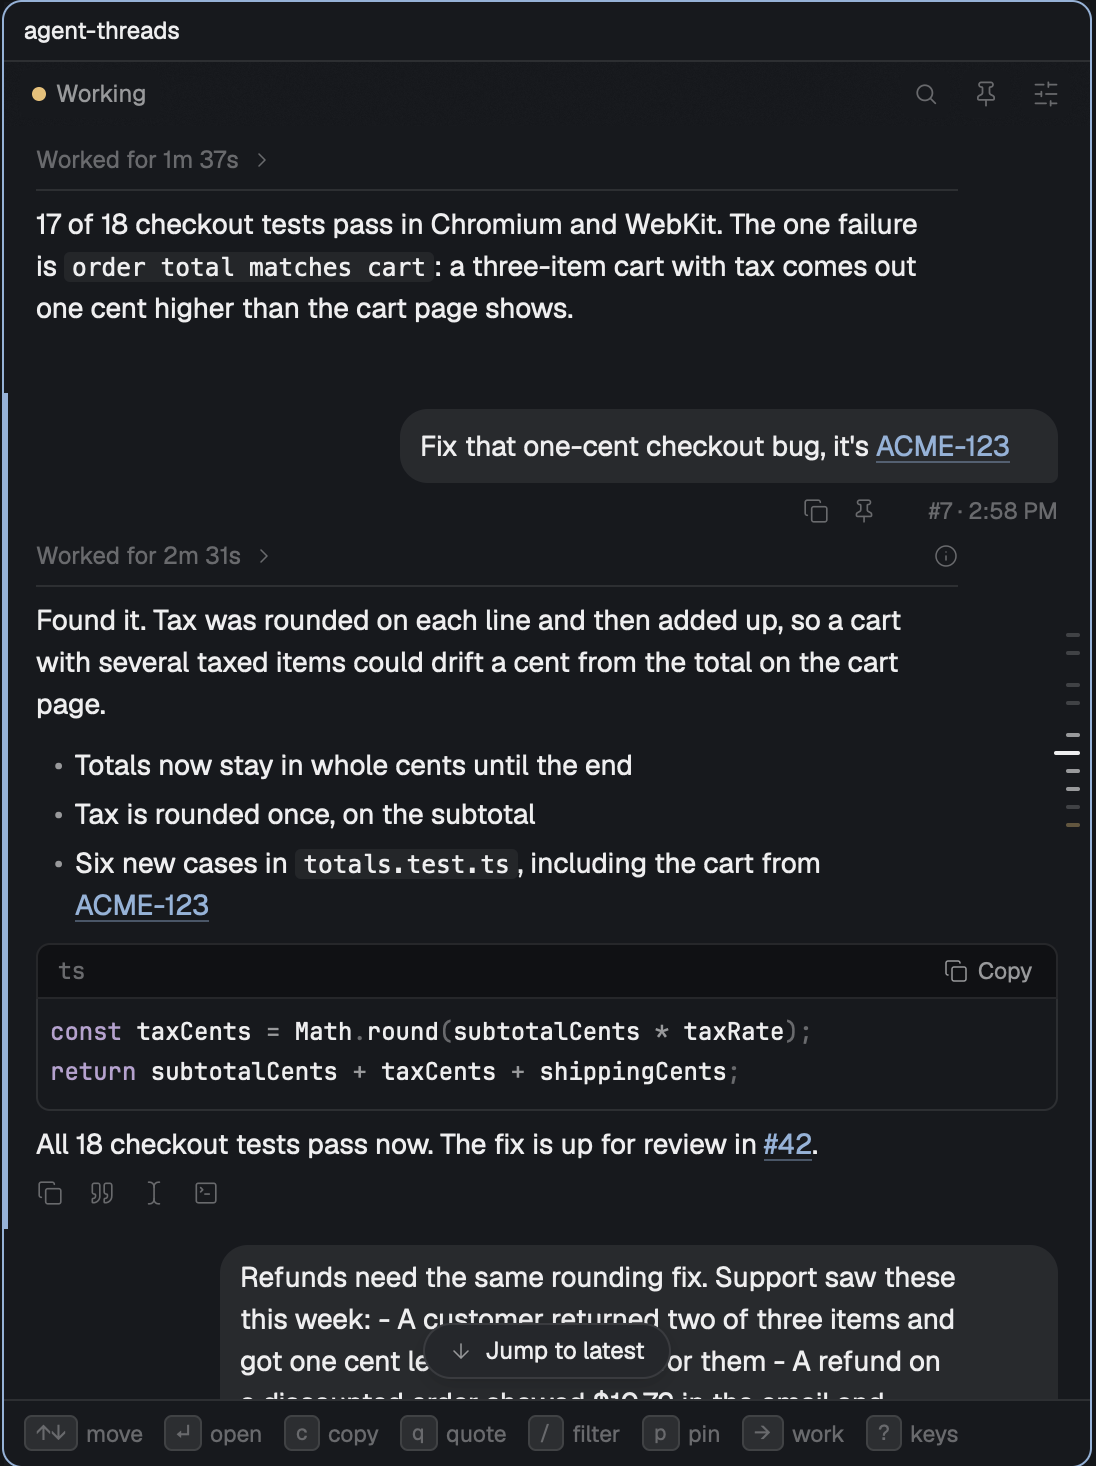 agent-threads
Working
Worked for 1m 37s
17 of 18 checkout tests pass in Chromium and WebKit. The one failure
is order total matches cart: a three-item cart with tax comes out
one cent higher than the cart page shows.
Fix that one-cent checkout bug, it's ACME-123
#7 · 2:58 PM
Worked for 2m 31s
Found it. Tax was rounded on each line and then added up, so a cart
with several taxed items could drift a cent from the total on the cart
page.
• Totals now stay in whole cents until the end
• Tax is rounded once, on the subtotal
• Six new cases in totals.test.ts, including the cart from
ACME-123
ts
Copy
const taxCents = Math.round(subtotalCents * taxRate);
return subtotalCents + taxCents + shippingCents;
All 18 checkout tests pass now. The fix is up for review in #42.
Refunds need the same rounding fix. Support saw these
this week: - A customer returned two of three items and
got one cent or them - A refund on
Jump to latest
a discounted order showed $19.79 in the email and
↑↓ move ↵ open c copy q quote / filter p pin → work ? keys